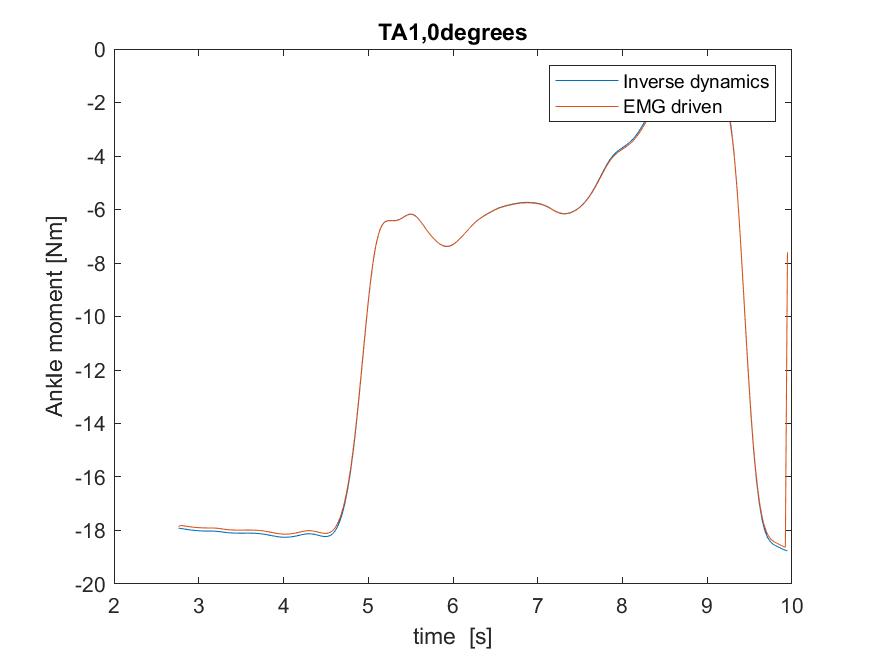 TA1,0degrees
Inverse dynamics
EMG driven
0
-2
-4
-6
-8
-10
-12
-14
-16
-18
-20
Ankle moment [Nm]
2 3 4 5 6 7 8 9 10
time [s]